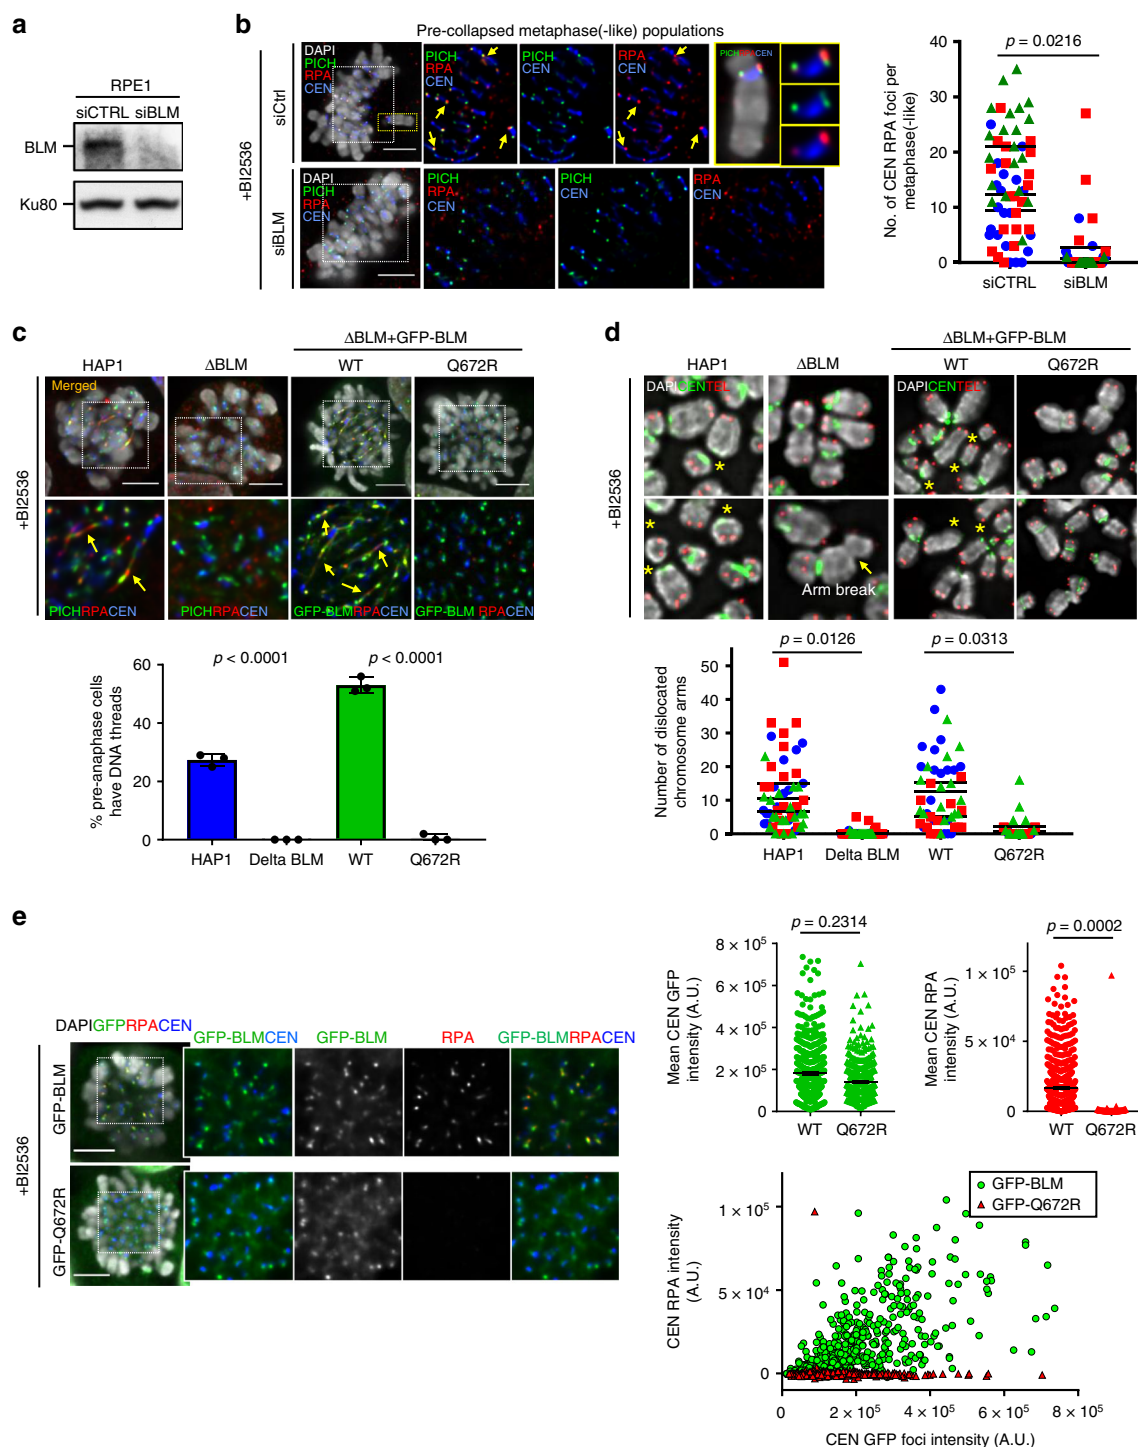 a
RPE1
siCTRL siBLM
BLM
Ku80
b
Pre-collapsed metaphase(-like) populations
+BI2536
siCtrl
DAPI
PICH
RPA
CEN
PICH
RPA
CEN
PICH
CEN
RPA
CEN
PICHRPACEN
siBLM
DAPI
PICH
RPA
CEN
PICH
RPA
CEN
PICH
CEN
RPA
CEN
p = 0.0216
No. of CEN RPA foci per
metaphase(-like)
40
30
20
10
0
siCTRL siBLM
c
ΔBLM+GFP-BLM
HAP1 ΔBLM WT Q672R
+BI2536
Merged
PICHRPACEN
PICHRPACEN
GFP-BLMRPACEN
GFP-BLM RPACEN
p < 0.0001 p < 0.0001
% pre-anaphase cells
have DNA threads
60
40
20
0
HAP1 Delta BLM WT Q672R
d
ΔBLM+GFP-BLM
HAP1 ΔBLM WT Q672R
+BI2536
DAPICENTEL
* * * * * * * *
Arm break
p = 0.0126 p = 0.0313
Number of dislocated
chromosome arms
50
40
30
20
10
0
HAP1 Delta BLM WT Q672R
e
+BI2536
DAPIGFPRPACEN
GFP-BLMCEN GFP-BLM RPA GFP-BLMRPACEN
GFP-BLM
GFP-Q672R
p = 0.2314
Mean CEN GFP
intensity (A.U.)
8 × 10⁵
6 × 10⁵
4 × 10⁵
2 × 10⁵
0
WT Q672R
p = 0.0002
Mean CEN RPA
intensity (A.U.)
1 × 10⁵
5 × 10⁴
0
WT Q672R
GFP-BLM
GFP-Q672R
CEN RPA intensity
(A.U.)
1 × 10⁵
5 × 10⁴
0
0 2 × 10⁵ 4 × 10⁵ 6 × 10⁵ 8 × 10⁵
CEN GFP foci intensity (A.U.)